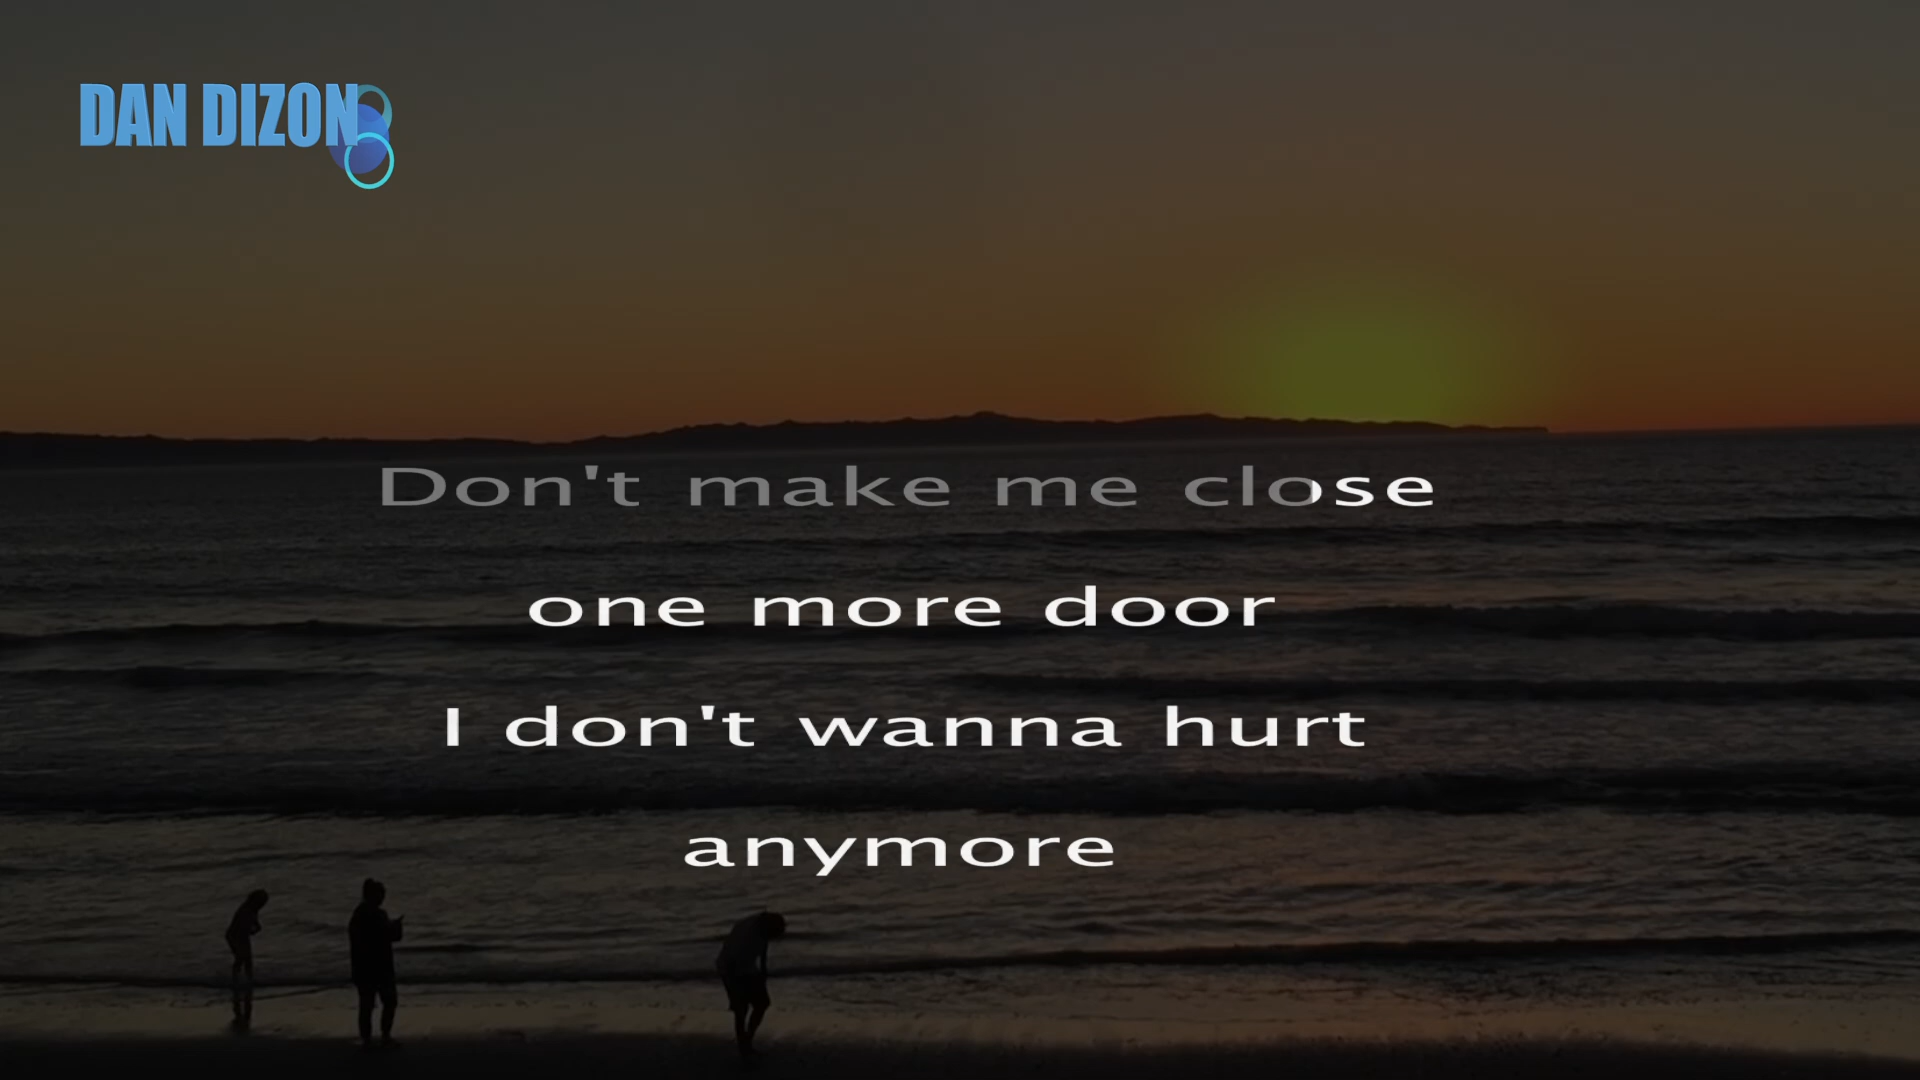 DAN DIZON
Don't make me close
one more door
I don't wanna hurt
anymore